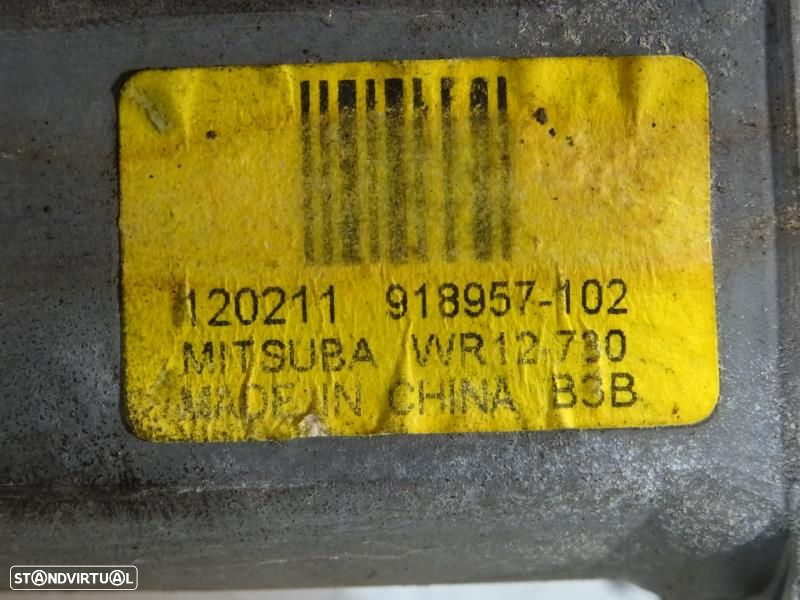 120211 918957-102
MITSUBA WR12-730
MADE IN CHINA B3B
STANDVIRTUAL